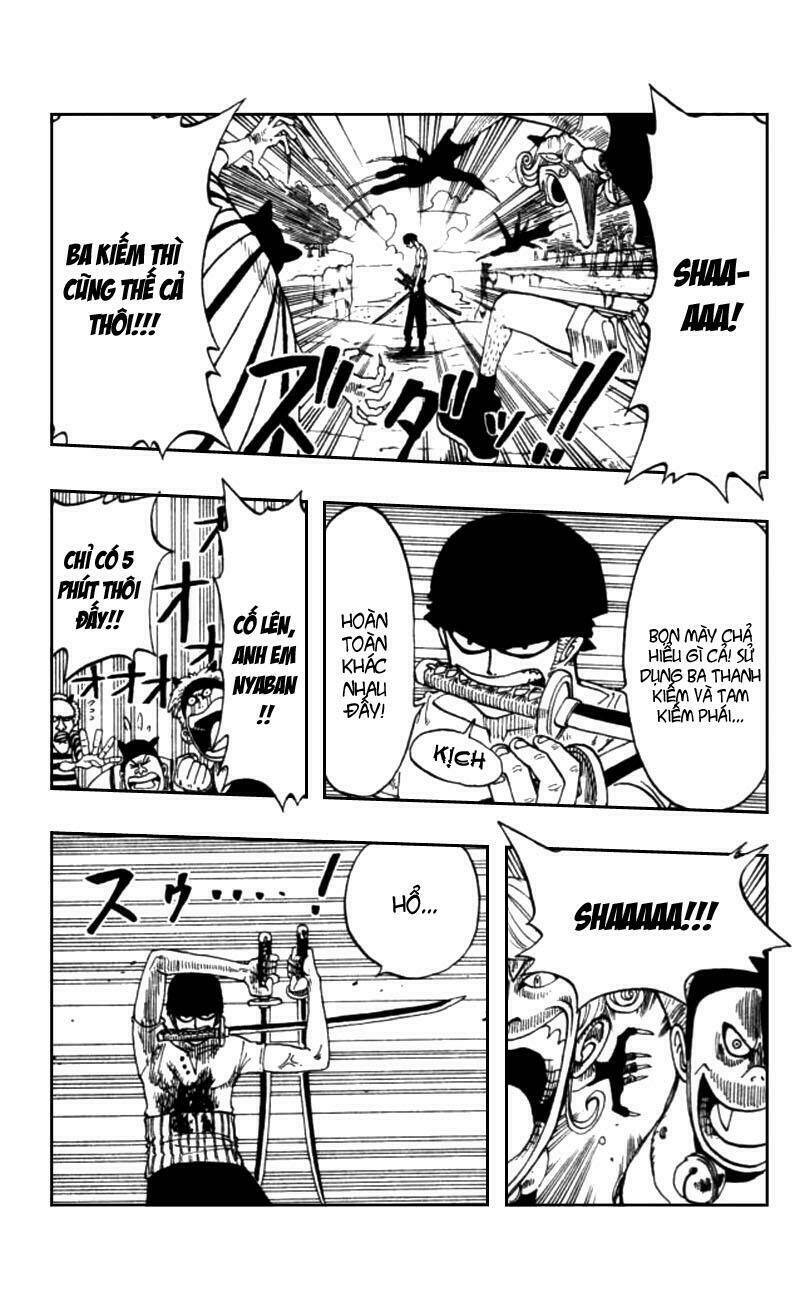 SHAA-
AAA!
BA KIẾM THÌ
CŨNG THẾ CẢ
THÔI!!!
ズダ!!
BỌN MÀY CHẢ
HIỂU GÌ CẢ! SỬ
DỤNG BA THANH
KIẾM VÀ TAM
KIẾM PHÁI...
HOÀN
TOÀN
KHÁC
NHAU
ĐẤY!
KỊCH
CỐ LÊN,
ANH EM
NYABAN
!!
CHỈ CÓ 5
PHÚT THÔI
ĐẤY!!
オオオ
SHAAAAA!!!
HỔ...
スゥ....!